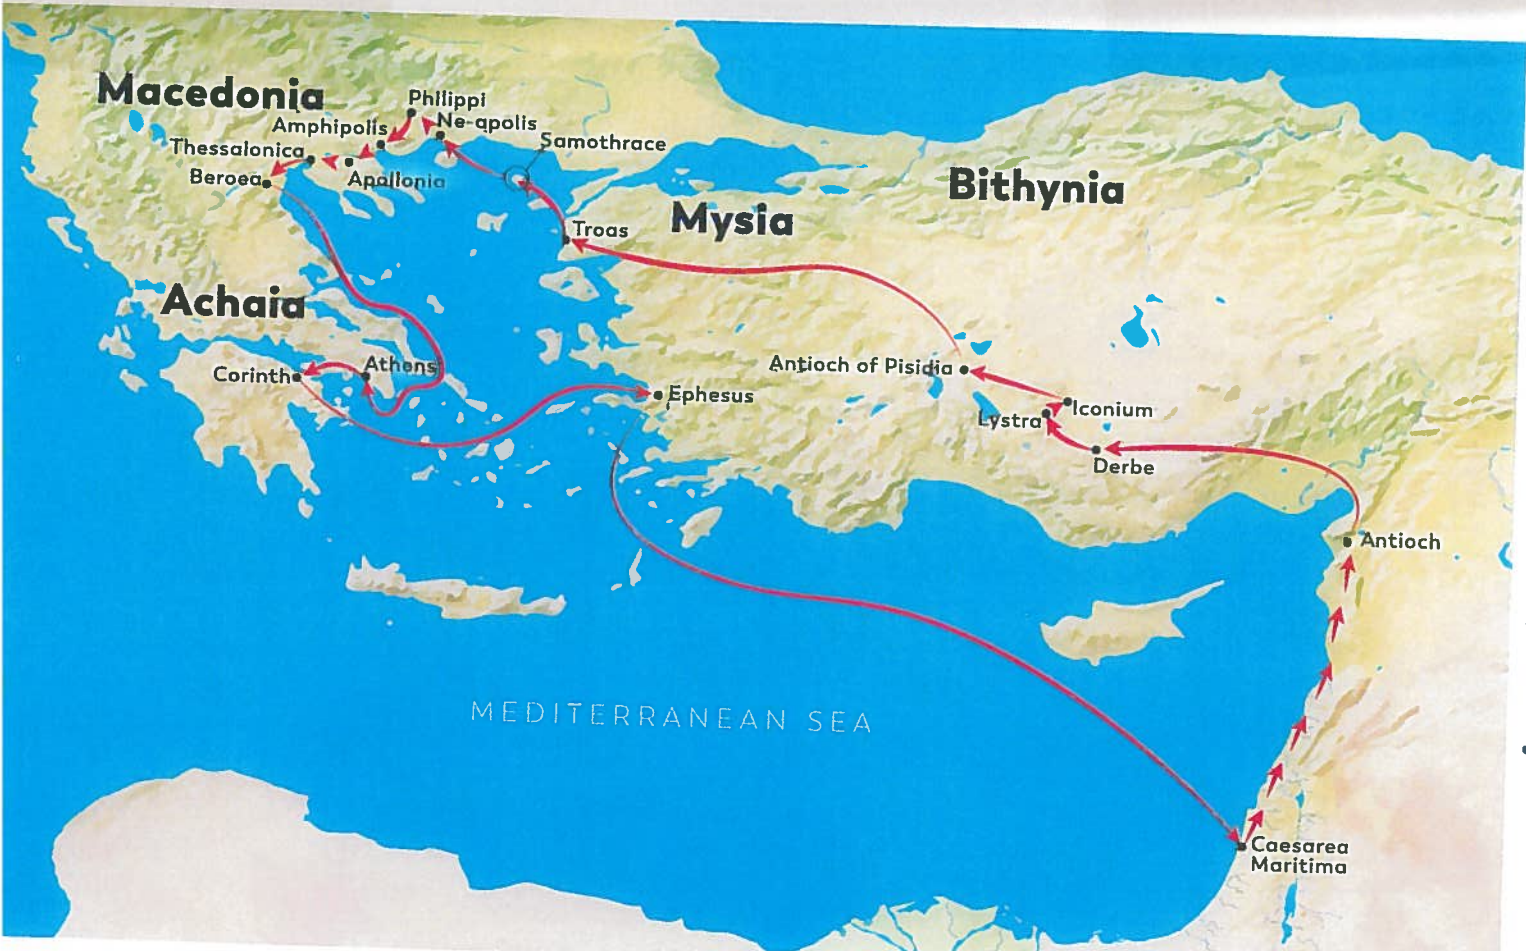 Macedonia
Philippi
Ne-apolis
Amphipolis
Samothrace
Thessalonica
Beroea
Apollonia
Bithynia
Mysia
Troas
Achaia
Athens
Corinth
Antioch of Pisidia
Ephesus
Iconium
Lystra
Derbe
Antioch
MEDITERRANEAN SEA
Caesarea
Maritima